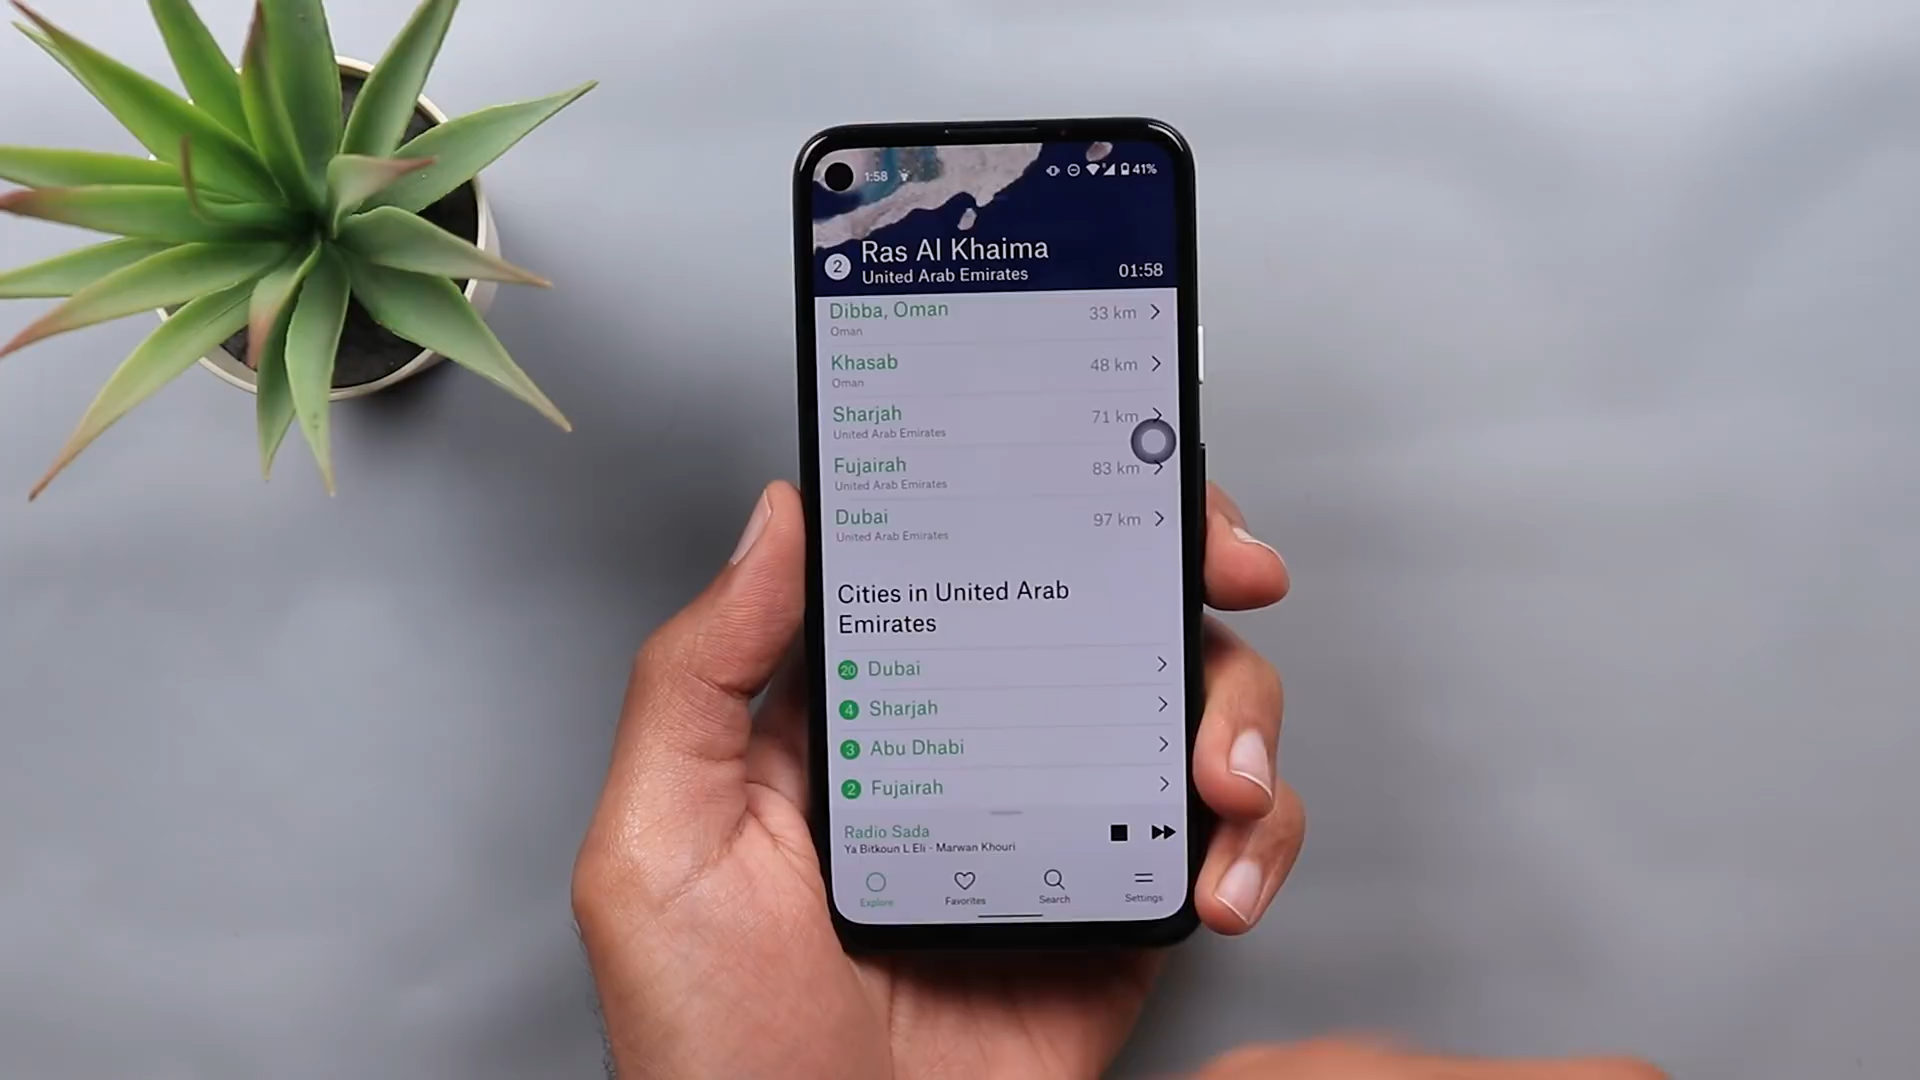 1:58
41%
2
Ras Al Khaima
United Arab Emirates
01:58
Dibba, Oman
33 km
Oman
Khasab
48 km
Oman
Sharjah
71 km
United Arab Emirates
Fujairah
83 km
United Arab Emirates
Dubai
97 km
United Arab Emirates
Cities in United Arab
Emirates
20 Dubai
4 Sharjah
3 Abu Dhabi
2 Fujairah
Radio Sada
Ya Bitkoun L Eli - Marwan Khouri
Explore
Favorites
Search
Settings